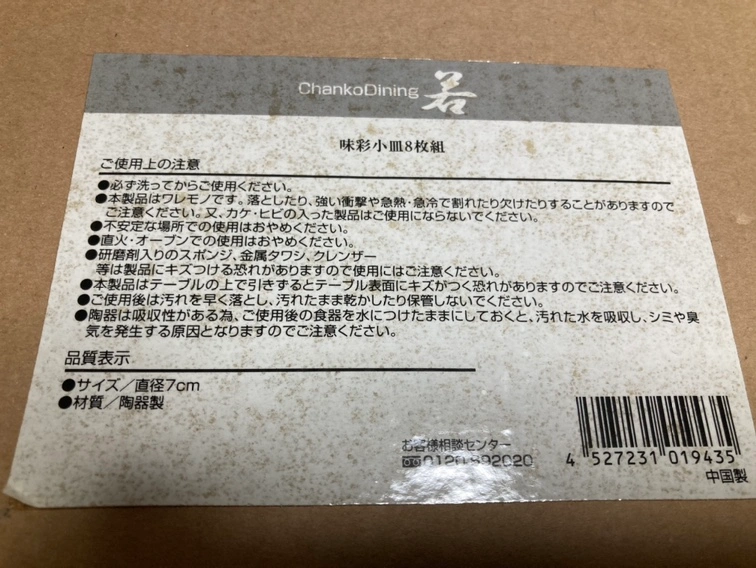 ChankoDining 若
味彩小皿8枚組
ご使用上の注意
●必ず洗ってからご使用ください。
●本製品はワレモノです。落としたり、強い衝撃や急熱・急冷で割れたり欠けたりすることがありますので
ご注意ください。又、カケ・ヒビの入った製品はご使用にならないでください。
●不安定な場所での使用はおやめください。
●直火・オーブンでの使用はおやめください。
●研磨剤入りのスポンジ、金属タワシ、クレンザー
等は製品にキズつける恐れがありますので使用にはご注意ください。
●本製品はテーブルの上で引きずるとテーブル表面にキズがつく恐れがありますのでご注意ください。
●ご使用後は汚れを早く落とし、汚れたまま乾かしたり保管しないでください。
●陶器は吸収性がある為、ご使用後の食器を水につけたままにしておくと、汚れた水を吸収し、シミや臭
気を発生する原因となりますのでご注意ください。
品質表示
●サイズ／直径7cm
●材質／陶器製
お客様相談センター
0120-892020
4 527231 019435
中国製